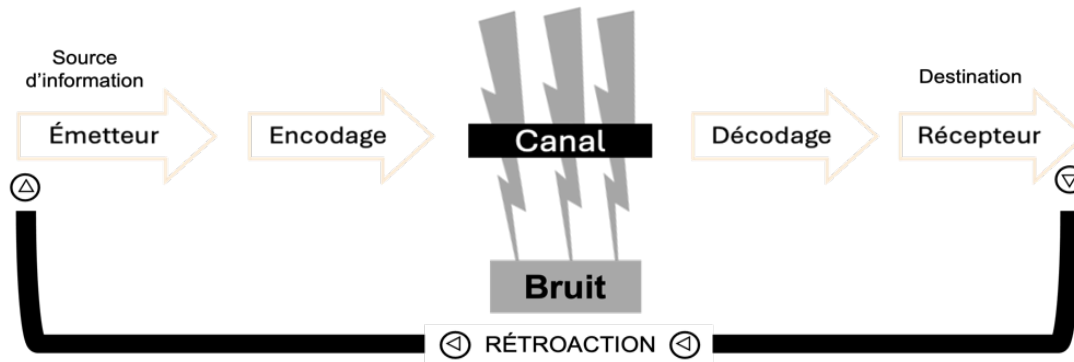 Source
d'information
Émetteur
Encodage
Canal
Décodage
Destination
Récepteur
Bruit
RÉTROACTION